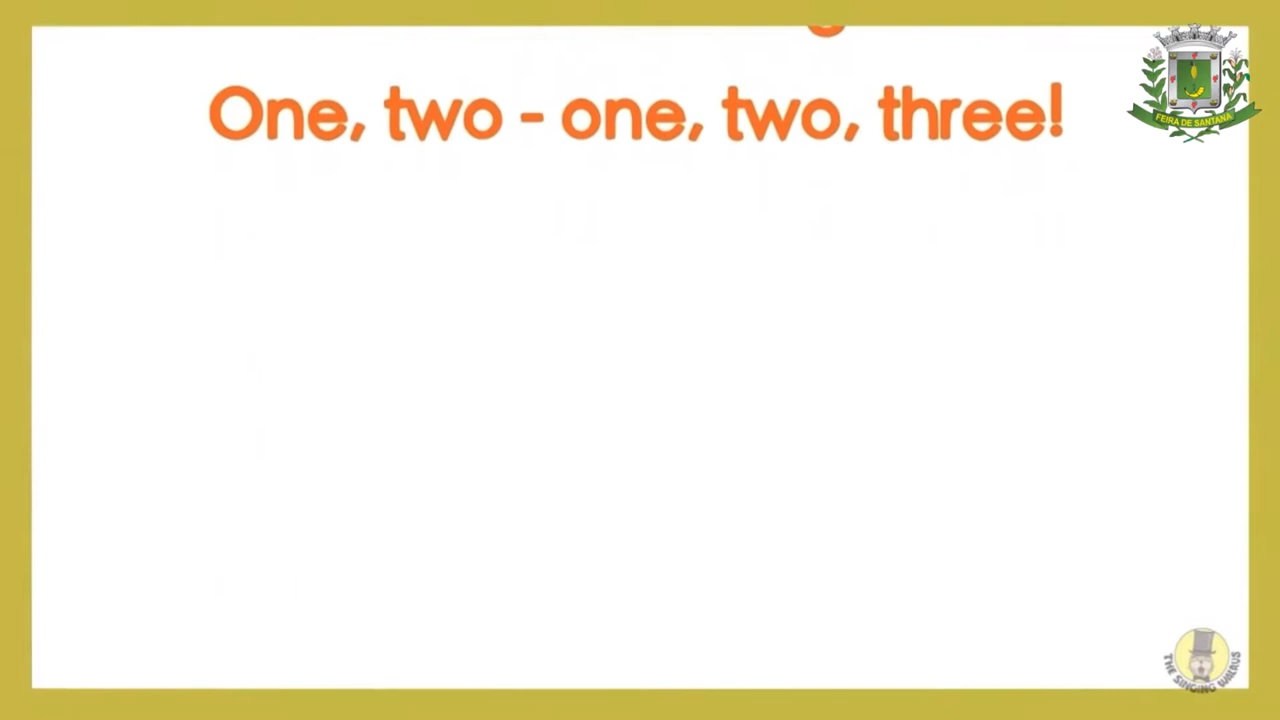 One, two - one, two, three!
FEIRA DE SANTANA
THE SINGING WALRUS